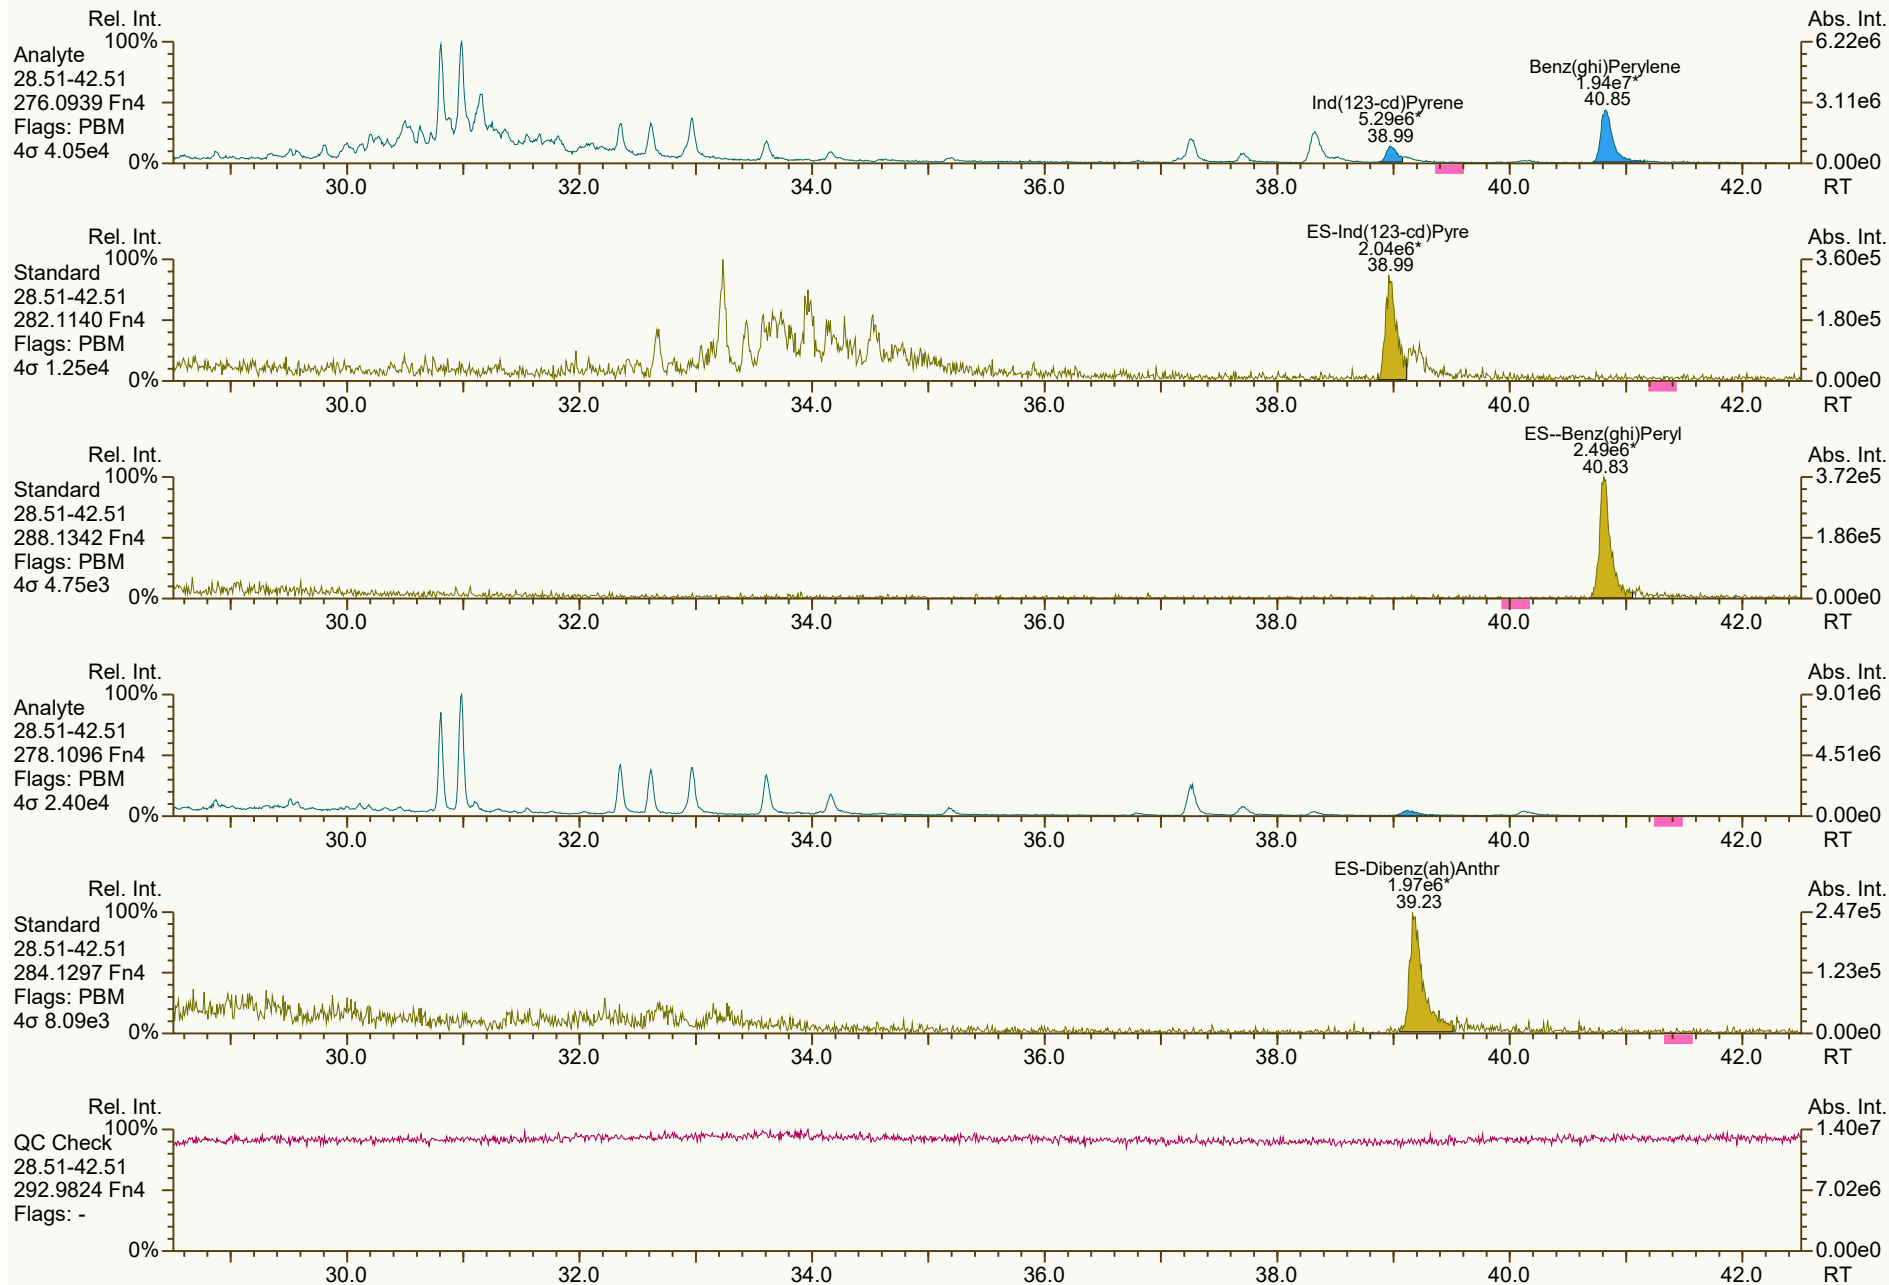 Rel. Int. Abs. Int.
100% 6.22e6
Analyte
28.51-42.51
276.0939 Fn4
Flags: PBM
4σ 4.05e4
Benz(ghi)Perylene
1.94e7*
40.85
Ind(123-cd)Pyrene
5.29e6*
38.99
3.11e6
0% 0.00e0
30.0 32.0 34.0 36.0 38.0 40.0 42.0 RT
Rel. Int. Abs. Int.
100% 3.60e5
Standard
28.51-42.51
282.1140 Fn4
Flags: PBM
4σ 1.25e4
ES-Ind(123-cd)Pyre
2.04e6*
38.99
1.80e5
0% 0.00e0
30.0 32.0 34.0 36.0 38.0 40.0 42.0 RT
Rel. Int. Abs. Int.
100% 3.72e5
Standard
28.51-42.51
288.1342 Fn4
Flags: PBM
4σ 4.75e3
ES--Benz(ghi)Peryl
2.49e6*
40.83
1.86e5
0% 0.00e0
30.0 32.0 34.0 36.0 38.0 40.0 42.0 RT
Rel. Int. Abs. Int.
100% 9.01e6
Analyte
28.51-42.51
278.1096 Fn4
Flags: PBM
4σ 2.40e4
4.51e6
0% 0.00e0
30.0 32.0 34.0 36.0 38.0 40.0 42.0 RT
Rel. Int. Abs. Int.
100% 2.47e5
Standard
28.51-42.51
284.1297 Fn4
Flags: PBM
4σ 8.09e3
ES-Dibenz(ah)Anthr
1.97e6*
39.23
1.23e5
0% 0.00e0
30.0 32.0 34.0 36.0 38.0 40.0 42.0 RT
Rel. Int. Abs. Int.
100% 1.40e7
QC Check
28.51-42.51
292.9824 Fn4
Flags: -
7.02e6
0% 0.00e0
30.0 32.0 34.0 36.0 38.0 40.0 42.0 RT